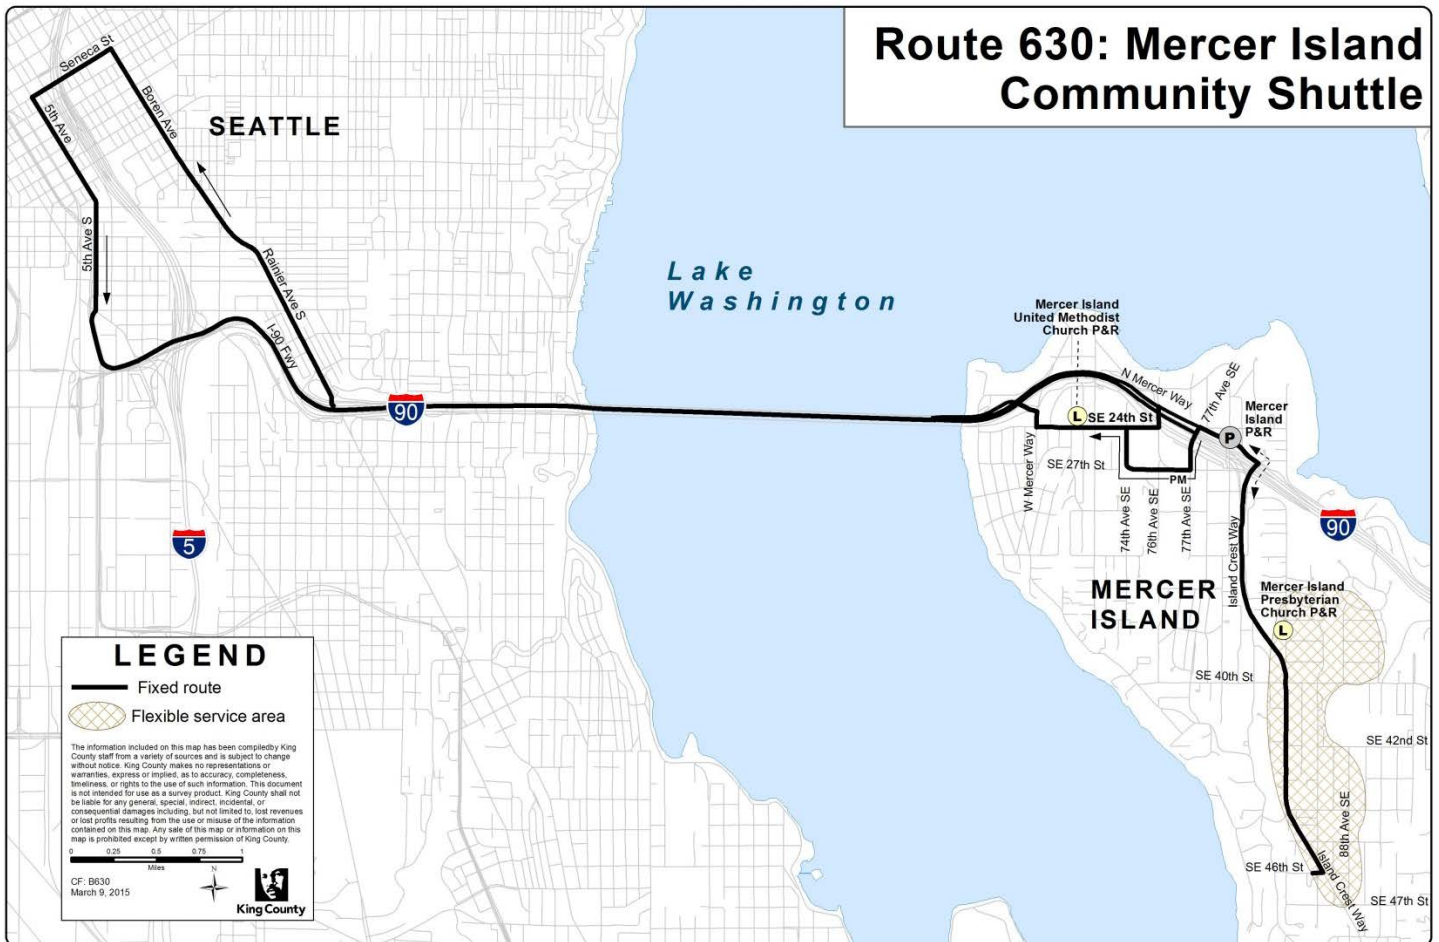 Route 630: Mercer Island
Community Shuttle
Seneca St
5th Ave
Boren Ave
SEATTLE
5th Ave S
Rainier Ave S
I-90 Fwy
90
5
Lake
Washington
Mercer Island
United Methodist
Church P&R
N Mercer Way
77th Ave SE
Mercer
Island
P&R
L
SE 24th St
P
W Mercer Way
SE 27th St
PM
74th Ave SE
76th Ave SE
77th Ave SE
90
Island Crest Way
MERCER
ISLAND
Mercer Island
Presbyterian
Church P&R
L
SE 40th St
SE 42nd St
88th Ave SE
SE 46th St
Island Crest Way
SE 47th St
LEGEND
Fixed route
Flexible service area
The information included on this map has been compiledby King
County staff from a variety of sources and is subject to change
without notice. King County makes no representations or
warranties, express or implied, as to accuracy, completeness,
timeliness, or rights to the use of such information. This document
is not intended for use as a survey product. King County shall not
be liable for any general, special, indirect, incidental, or
consequential damages including, but not limited to, lost revenues
or lost profits resulting from the use or misuse of the information
contained on this map. Any sale of this map or information on this
map is prohibited except by written permission of King County.
0 0.25 0.5 0.75 1
Miles
N
CF: B630
March 9, 2015
King County